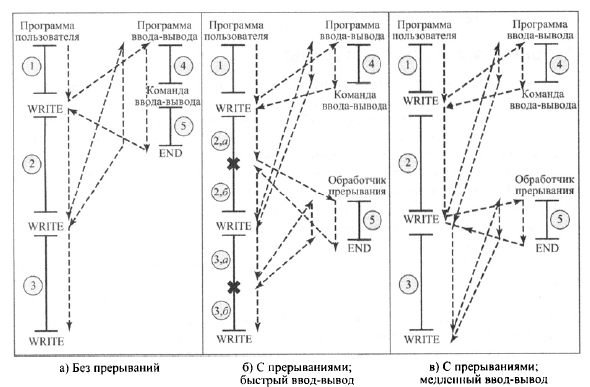 Программа пользователя
Программа ввода-вывода
1
4
WRITE
Команда ввода-вывода
5
END
2
WRITE
3
WRITE
а) Без прерываний
Программа пользователя
Программа ввода-вывода
1
4
WRITE
Команда ввода-вывода
2,а
Обработчик прерывания
2,б
5
WRITE
END
3,а
3,б
WRITE
б) С прерываниями;
быстрый ввод-вывод
Программа пользователя
Программа ввода-вывода
1
4
WRITE
Команда ввода-вывода
2
Обработчик прерывания
5
WRITE
END
3
WRITE
в) С прерываниями;
медленный ввод-вывод